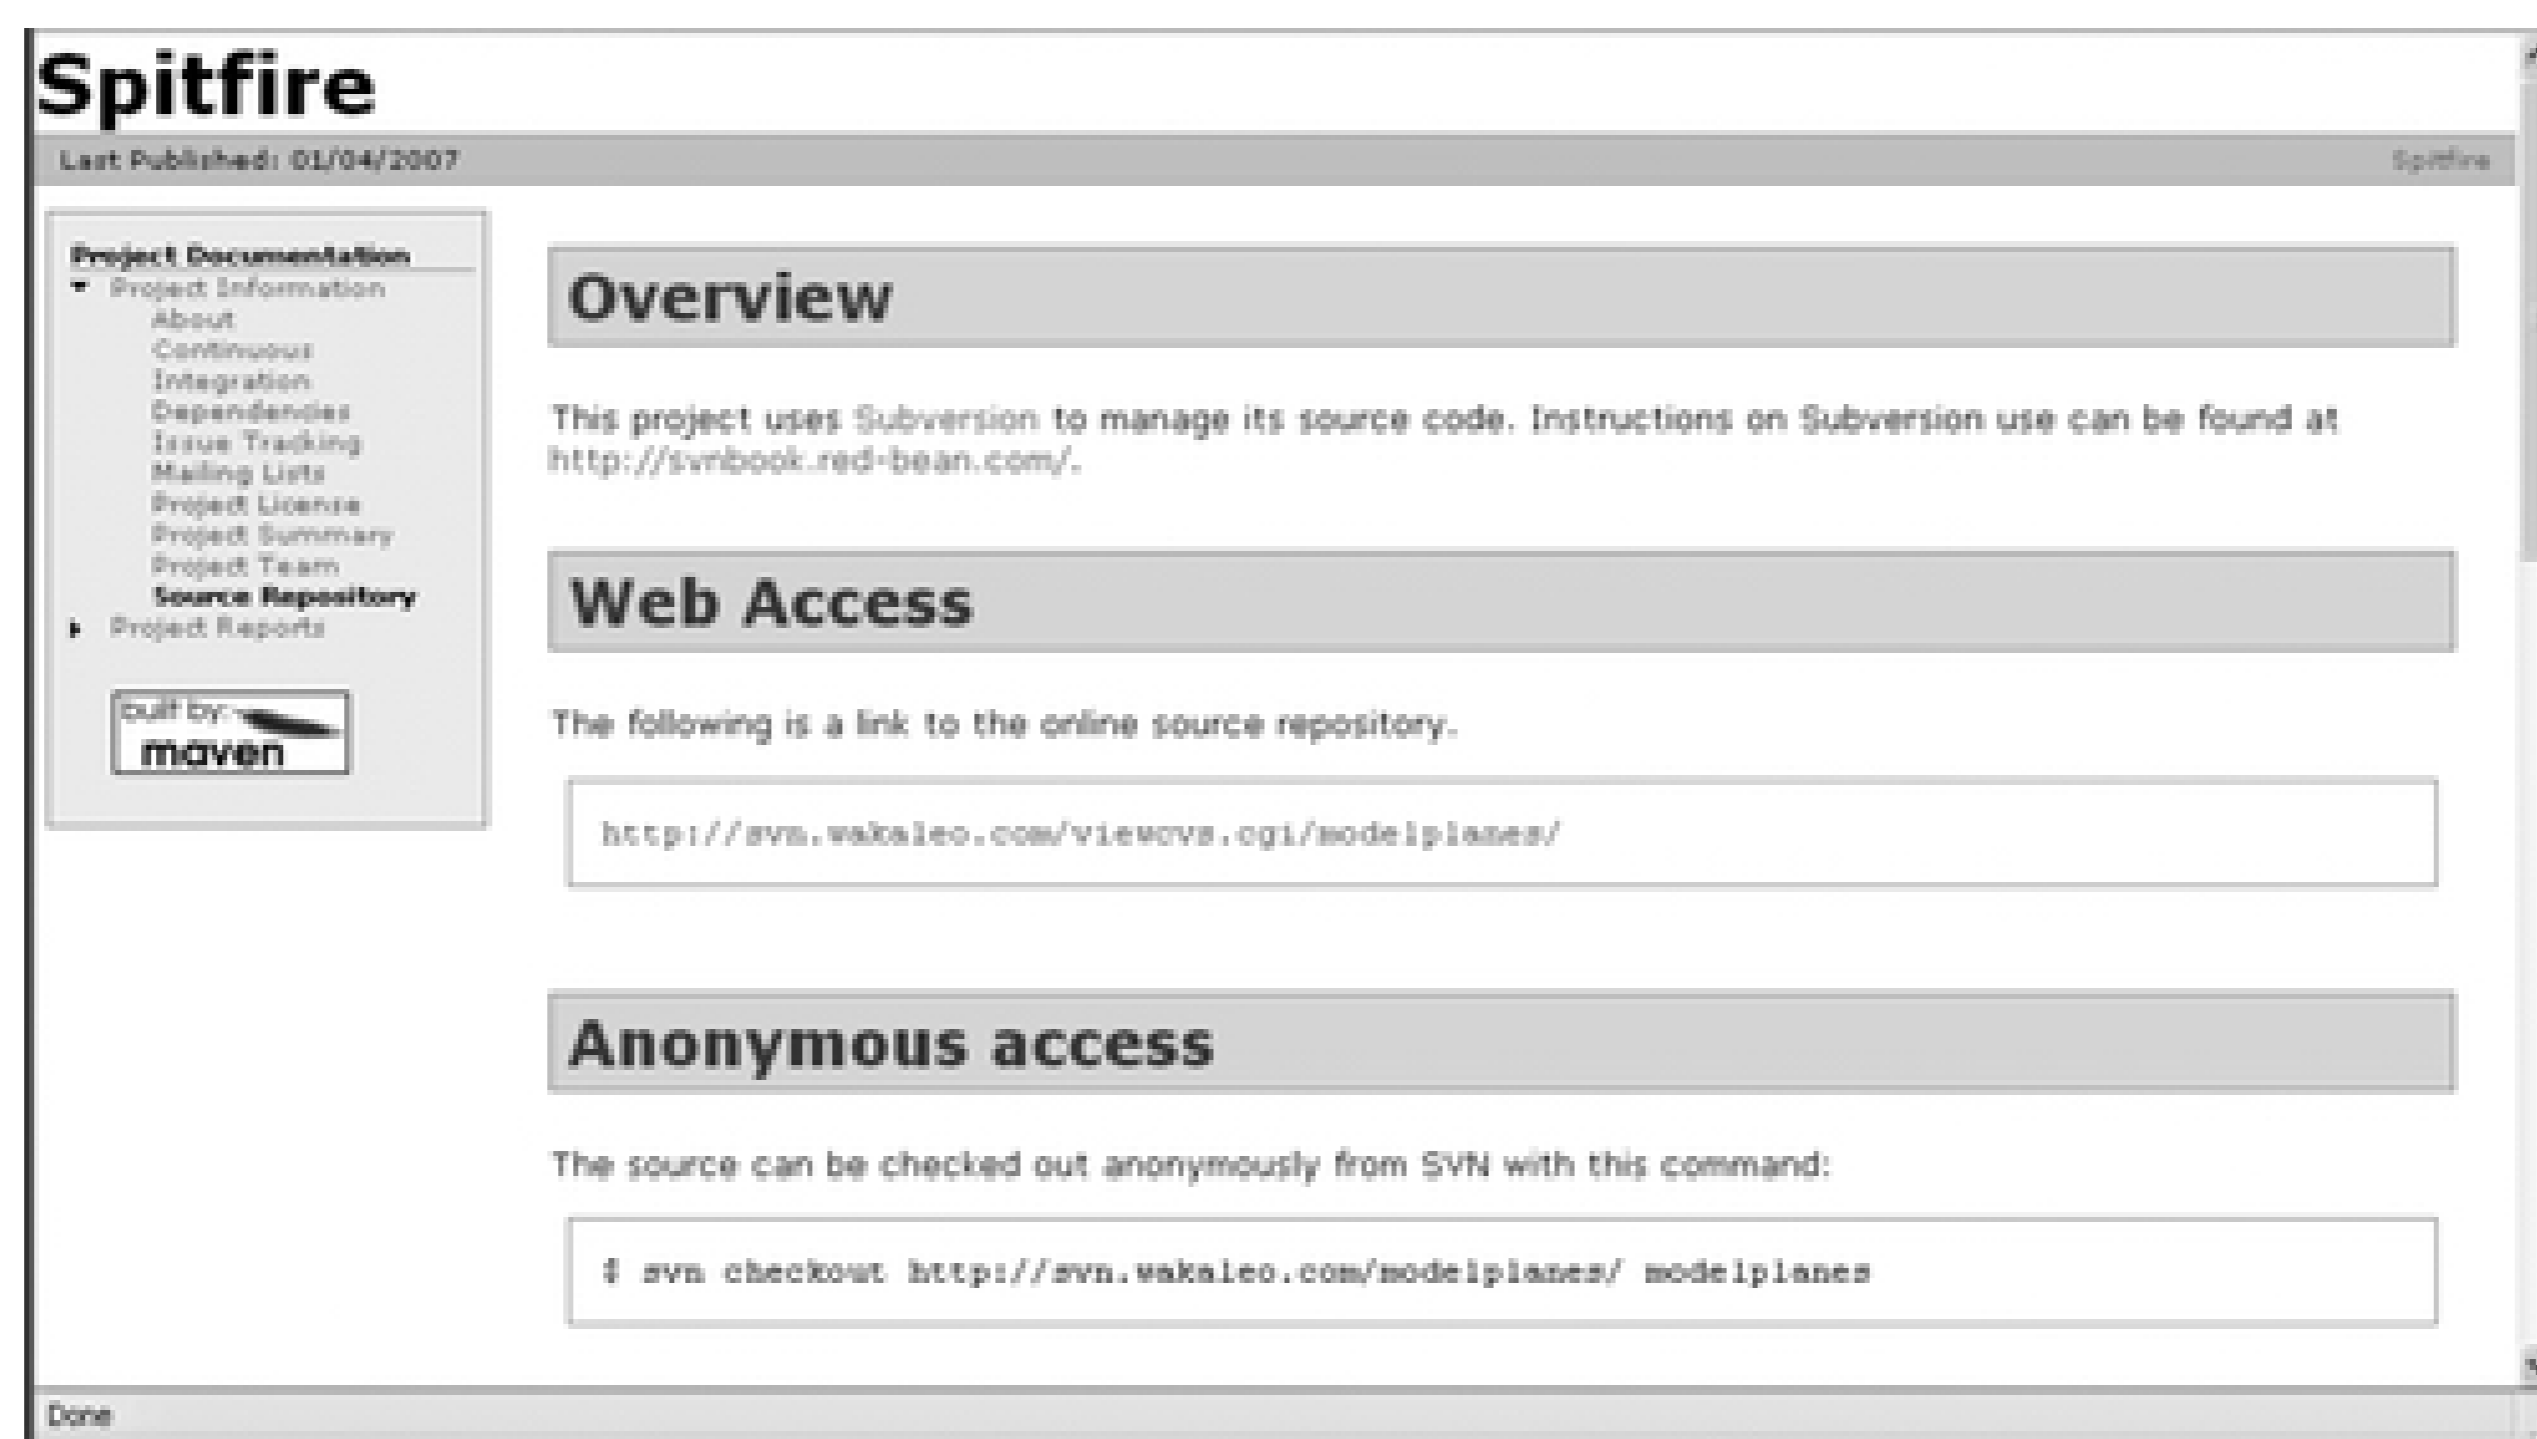 Spitfire
Last Published: 01/04/2007
Spitfire
Project Documentation
Project Information
About
Continuous
Integration
Dependencies
Issue Tracking
Mailing Lists
Project License
Project Summary
Project Team
Source Repository
Project Reports
built by:
maven
Overview
This project uses Subversion to manage its source code. Instructions on Subversion use can be found at
http://svnbook.red-bean.com/.
Web Access
The following is a link to the online source repository.
http://svn.wakaleo.com/viewcvs.cgi/modelplanes/
Anonymous access
The source can be checked out anonymously from SVN with this command:
$ svn checkout http://svn.wakaleo.com/modelplanes/ modelplanes
Done